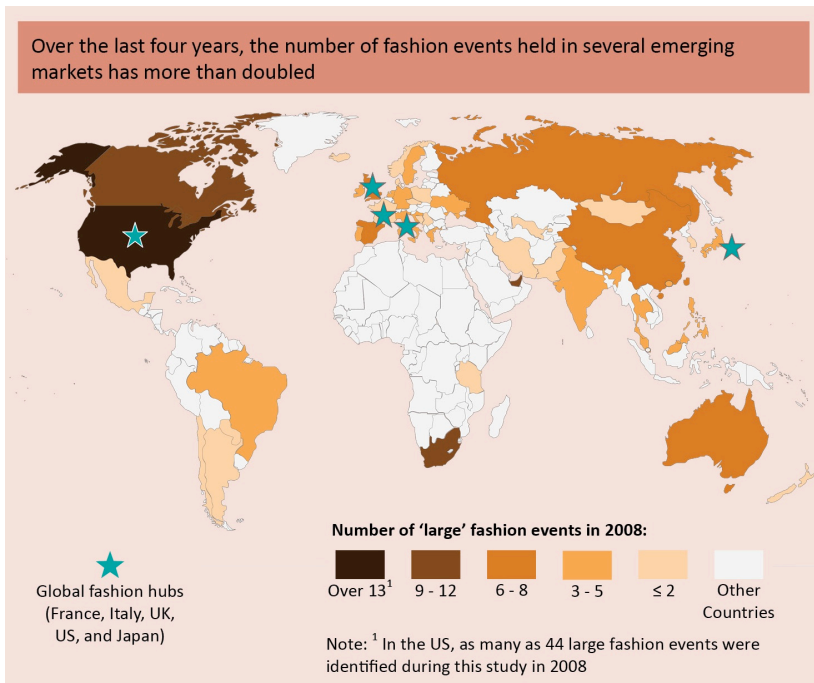 Over the last four years, the number of fashion events held in several emerging
markets has more than doubled
Number of ‘large’ fashion events in 2008:
Over 13¹
9 - 12
6 - 8
3 - 5
≤ 2
Other
Countries
Global fashion hubs
(France, Italy, UK,
US, and Japan)
Note: ¹ In the US, as many as 44 large fashion events were
identified during this study in 2008